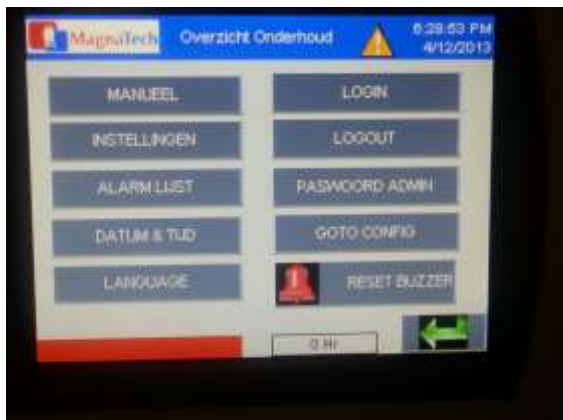 MagnaTech
Overzicht Onderhoud
6:28:53 PM
4/12/2013
MANUEEL
LOGIN
INSTELLINGEN
LOGOUT
ALARM LIJST
PASWOORD ADMIN
DATUM & TIJD
GOTO CONFIG
LANGUAGE
RESET BUZZER
0 Hr